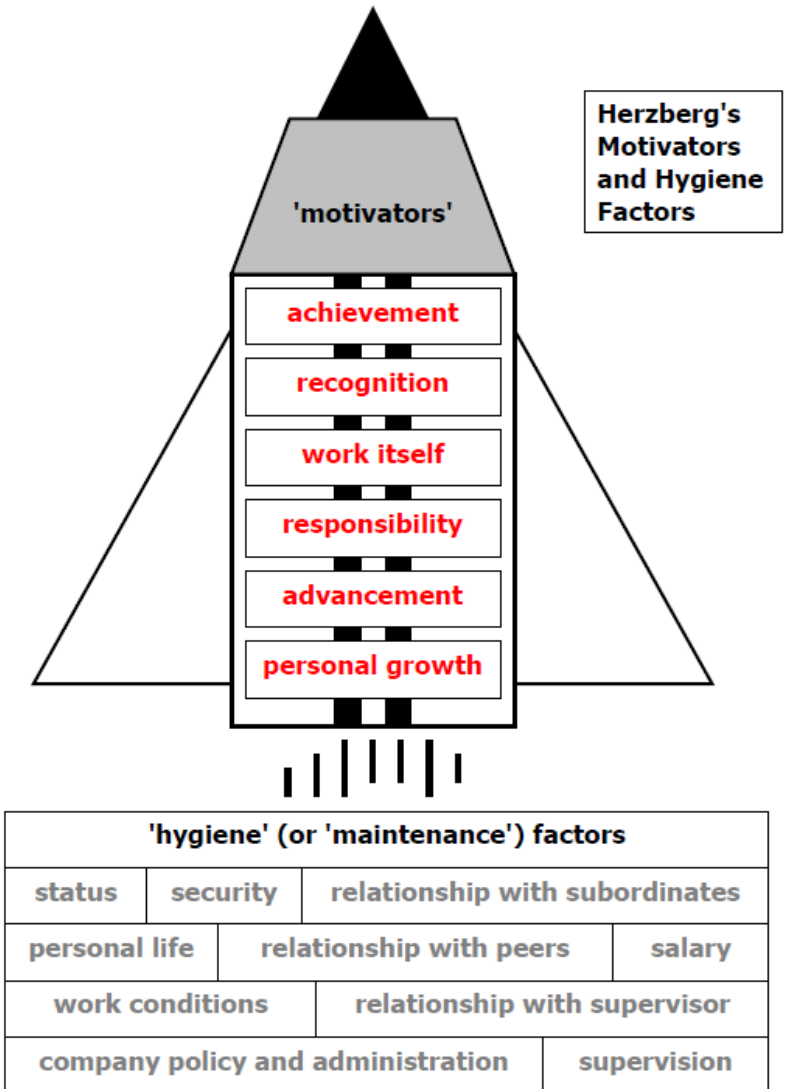 Herzberg's
Motivators
and Hygiene
Factors
'motivators'
achievement
recognition
work itself
responsibility
advancement
personal growth
'hygiene' (or 'maintenance') factors
status security relationship with subordinates
personal life relationship with peers salary
work conditions relationship with supervisor
company policy and administration supervision